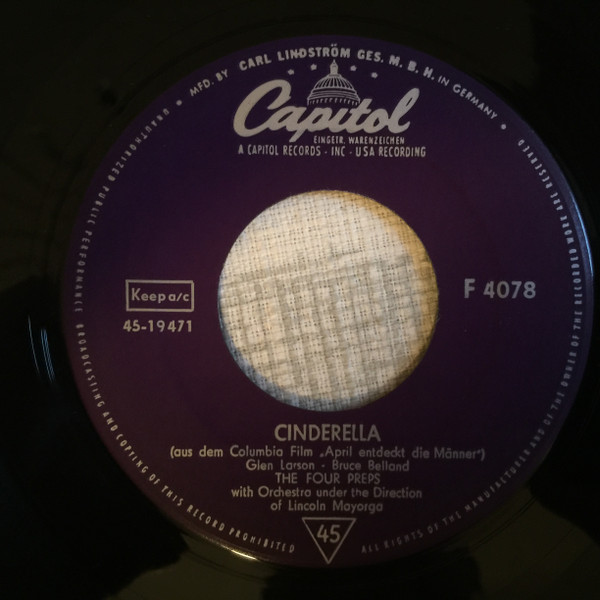 MFD. BY CARL LINDSTRÖM GES. M. B. H. IN GERMANY
Capitol
EINGETR. WARENZEICHEN
A CAPITOL RECORDS - INC - USA RECORDING
Keep a/c
45-19471
F 4078
CINDERELLA
(aus dem Columbia Film „April entdeckt die Männer")
Glen Larson - Bruce Belland
THE FOUR PREPS
with Orchestra under the Direction
of Lincoln Mayorga
45
ALL RIGHTS OF THE MANUFACTURER AND OF THE OWNER OF THE RECORDED WORK ARE RESERVED
UNAUTHORIZED PUBLIC PERFORMANCE BROADCASTING AND COPYING OF THIS RECORD PROHIBITED